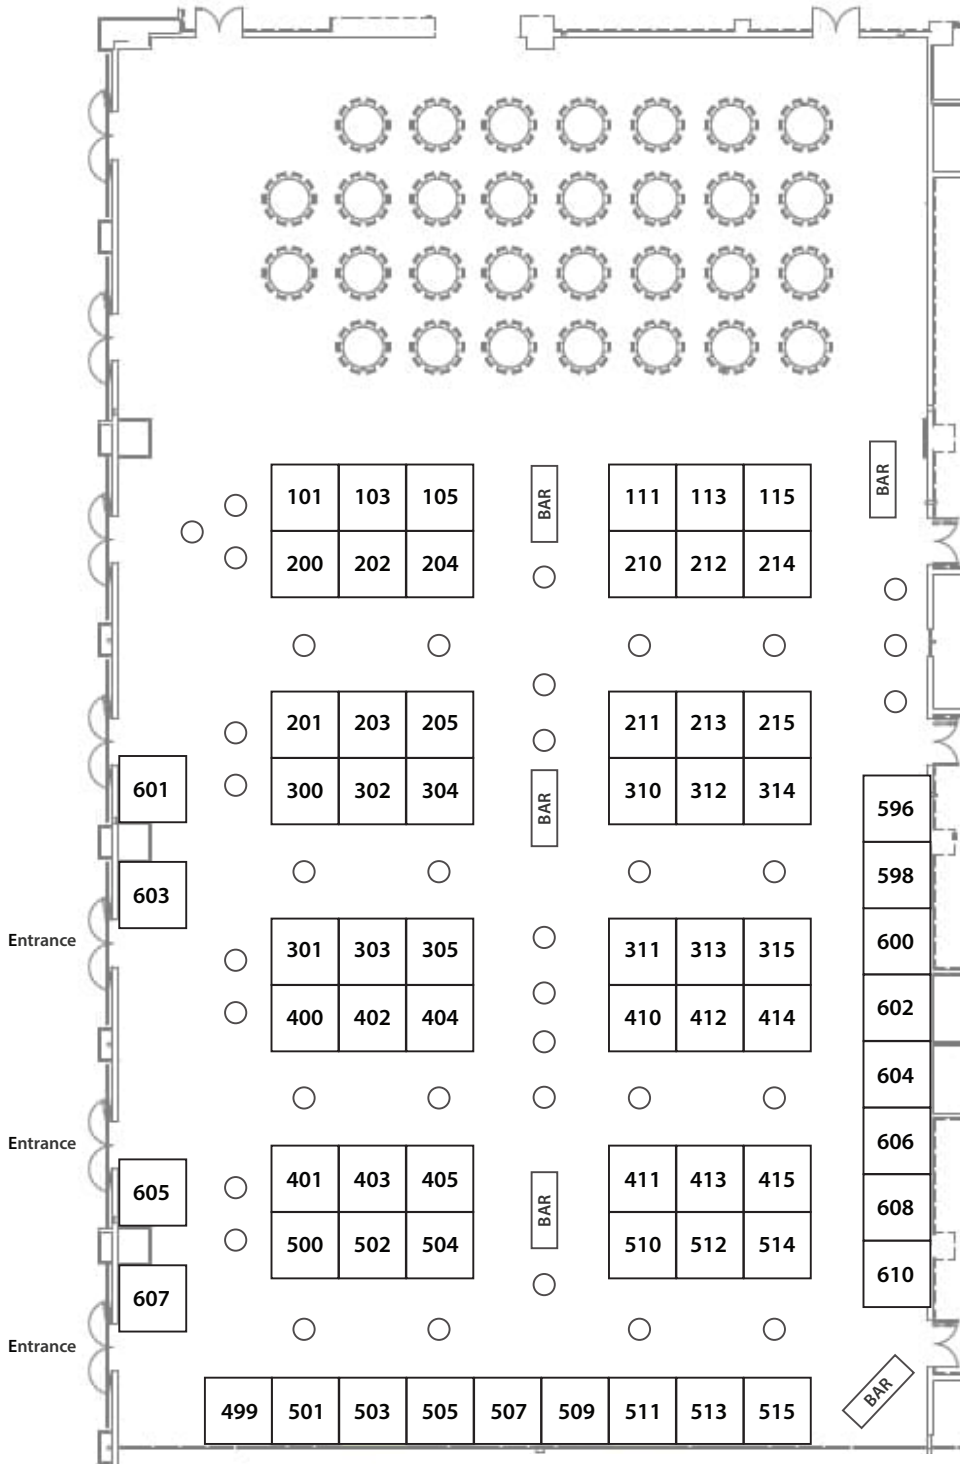 101 103 105 BAR 111 113 115 BAR
200 202 204 210 212 214
201 203 205 211 213 215
601 300 302 304 BAR 310 312 314 596
603 598
Entrance 301 303 305 311 313 315 600
400 402 404 410 412 414 602
604
Entrance 606
605 401 403 405 BAR 411 413 415 608
500 502 504 510 512 514 610
607
Entrance
BAR
499 501 503 505 507 509 511 513 515